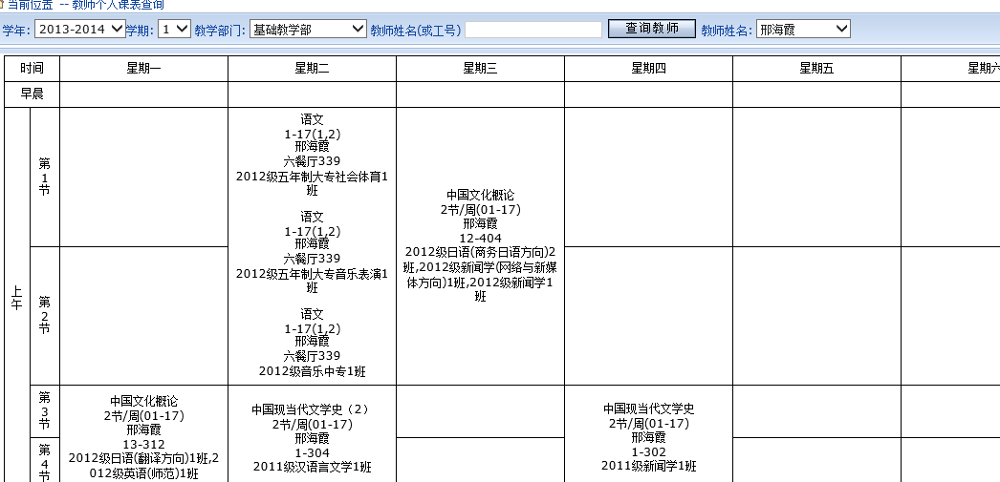 当前位置 -- 教师个人课表查询
学年: 2013-2014 学期: 1 教学部门: 基础教学部 教师姓名(或工号) 查询教师 教师姓名: 邢海霞
时间 星期一 星期二 星期三 星期四 星期五 星期六
早晨
上午
第1节
第2节
语文
1-17(1,2)
邢海霞
六餐厅339
2012级五年制大专社会体育1
班
语文
1-17(1,2)
邢海霞
六餐厅339
2012级五年制大专音乐表演1
班
语文
1-17(1,2)
邢海霞
六餐厅339
2012级音乐中专1班
中国文化概论
2节/周(01-17)
邢海霞
12-404
2012级日语(商务日语方向)2
班,2012级新闻学(网络与新媒
体方向)1班,2012级新闻学1
班
第3节
第4节
中国文化概论
2节/周(01-17)
邢海霞
13-312
2012级日语(翻译方向)1班,2
012级英语(师范)1班
中国现当代文学史（2）
2节/周(01-17)
邢海霞
1-304
2011级汉语言文学1班
中国现当代文学史
2节/周(01-17)
邢海霞
1-302
2011级新闻学1班